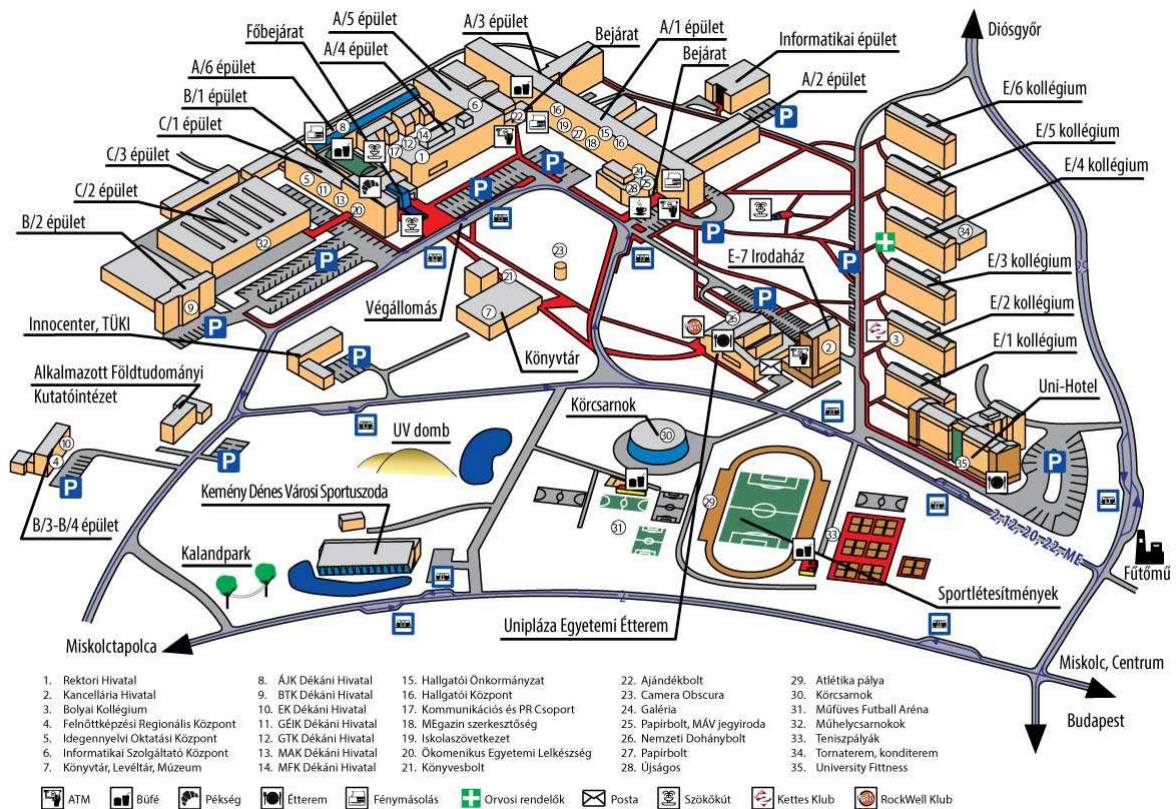 Diósgyőr
A/3 épület
A/5 épület
Bejárat
A/1 épület
Főbejárat
A/4 épület
Bejárat
Informatikai épület
A/6 épület
A/2 épület
B/1 épület
E/6 kollégium
C/1 épület
E/5 kollégium
C/3 épület
E/4 kollégium
C/2 épület
B/2 épület
E-7 Irodaház
E/3 kollégium
Innocenter, TÜKI
Végállomás
E/2 kollégium
Könyvtár
E/1 kollégium
Alkalmazott Földtudományi
Kutatóintézet
Körcsarnok
Uni-Hotel
UV domb
Kemény Dénes Városi Sportuszoda
B/3-B/4 épület
2, 12, 20, 22, ME
Kalandpark
Fűtőmű
Sportlétesítmények
2
Unipláza Egyetemi Étterem
Miskolctapolca
Miskolc, Centrum
Budapest
1. Rektori Hivatal
2. Kancellária Hivatal
3. Bolyai Kollégium
4. Felnőttképzési Regionális Központ
5. Idegennyelvi Oktatási Központ
6. Informatikai Szolgáltató Központ
7. Könyvtár, Levéltár, Múzeum
8. ÁJK Dékáni Hivatal
9. BTK Dékáni Hivatal
10. EK Dékáni Hivatal
11. GÉIK Dékáni Hivatal
12. GTK Dékáni Hivatal
13. MAK Dékáni Hivatal
14. MFK Dékáni Hivatal
15. Hallgatói Önkormányzat
16. Hallgatói Központ
17. Kommunikációs és PR Csoport
18. MEgazin szerkesztőség
19. Iskolaszövetkezet
20. Ökomenikus Egyetemi Lelkészség
21. Könyvesbolt
22. Ajándékbolt
23. Camera Obscura
24. Galéria
25. Papírbolt, MÁV jegyiroda
26. Nemzeti Dohánybolt
27. Papírbolt
28. Újságos
29. Atlétika pálya
30. Körcsarnok
31. Műfüves Futball Aréna
32. Műhelycsarnokok
33. Teniszpályák
34. Tornaterem, konditerem
35. University Fittness
ATM
Büfé
Pékség
Étterem
Fénymásolás
Orvosi rendelők
Posta
Szökőkút
Kettes Klub
RockWell Klub